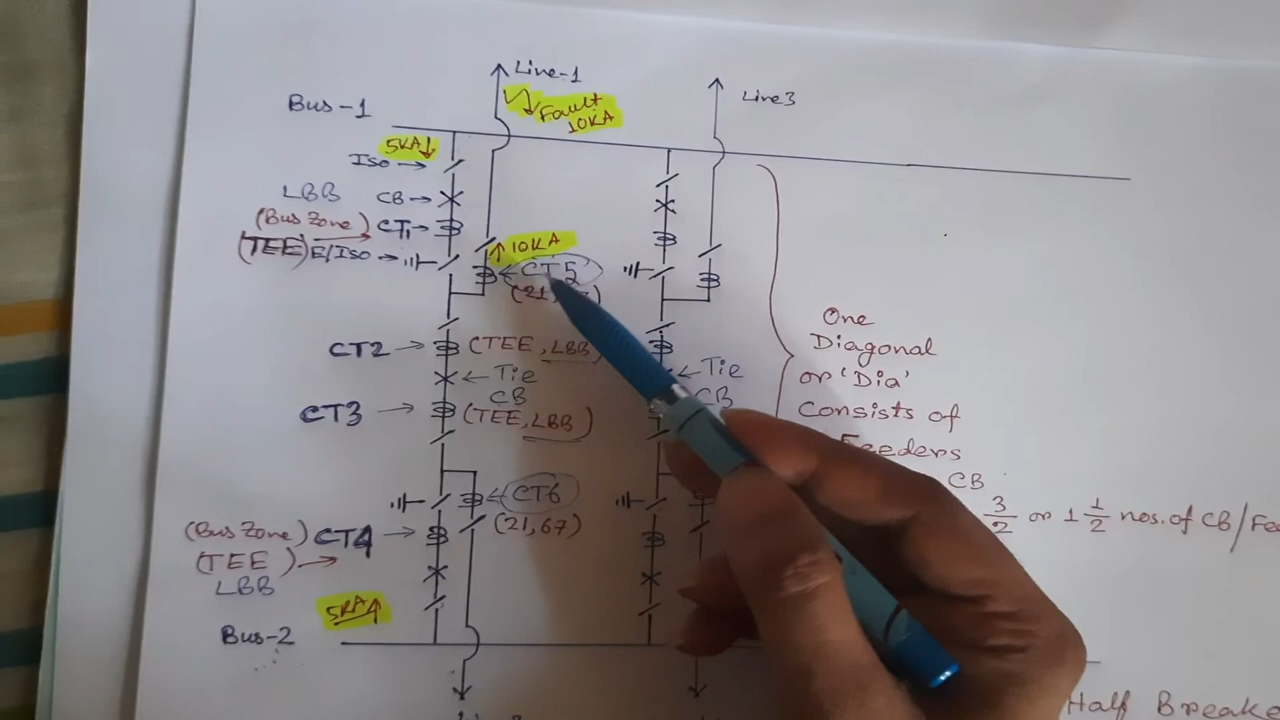 Line-1
Line3
Bus-1
Fault
10KA
5KA
Iso
LBB
CB
(Bus Zone)
CT1
(TEE)
E/Iso
10KA
CT5
(21,
CT2
(TEE, LBB
Tie
CB
Tie
CB
CT3
(TEE, LBB)
CT6
(21,67)
(Bus Zone)
CT4
(TEE)
LBB
5KA
Bus-2
One
Diagonal
or 'Dia'
Consists of
Feeders
CB
3/2 or 1 1/2 nos. of CB/Fe
Half Breake